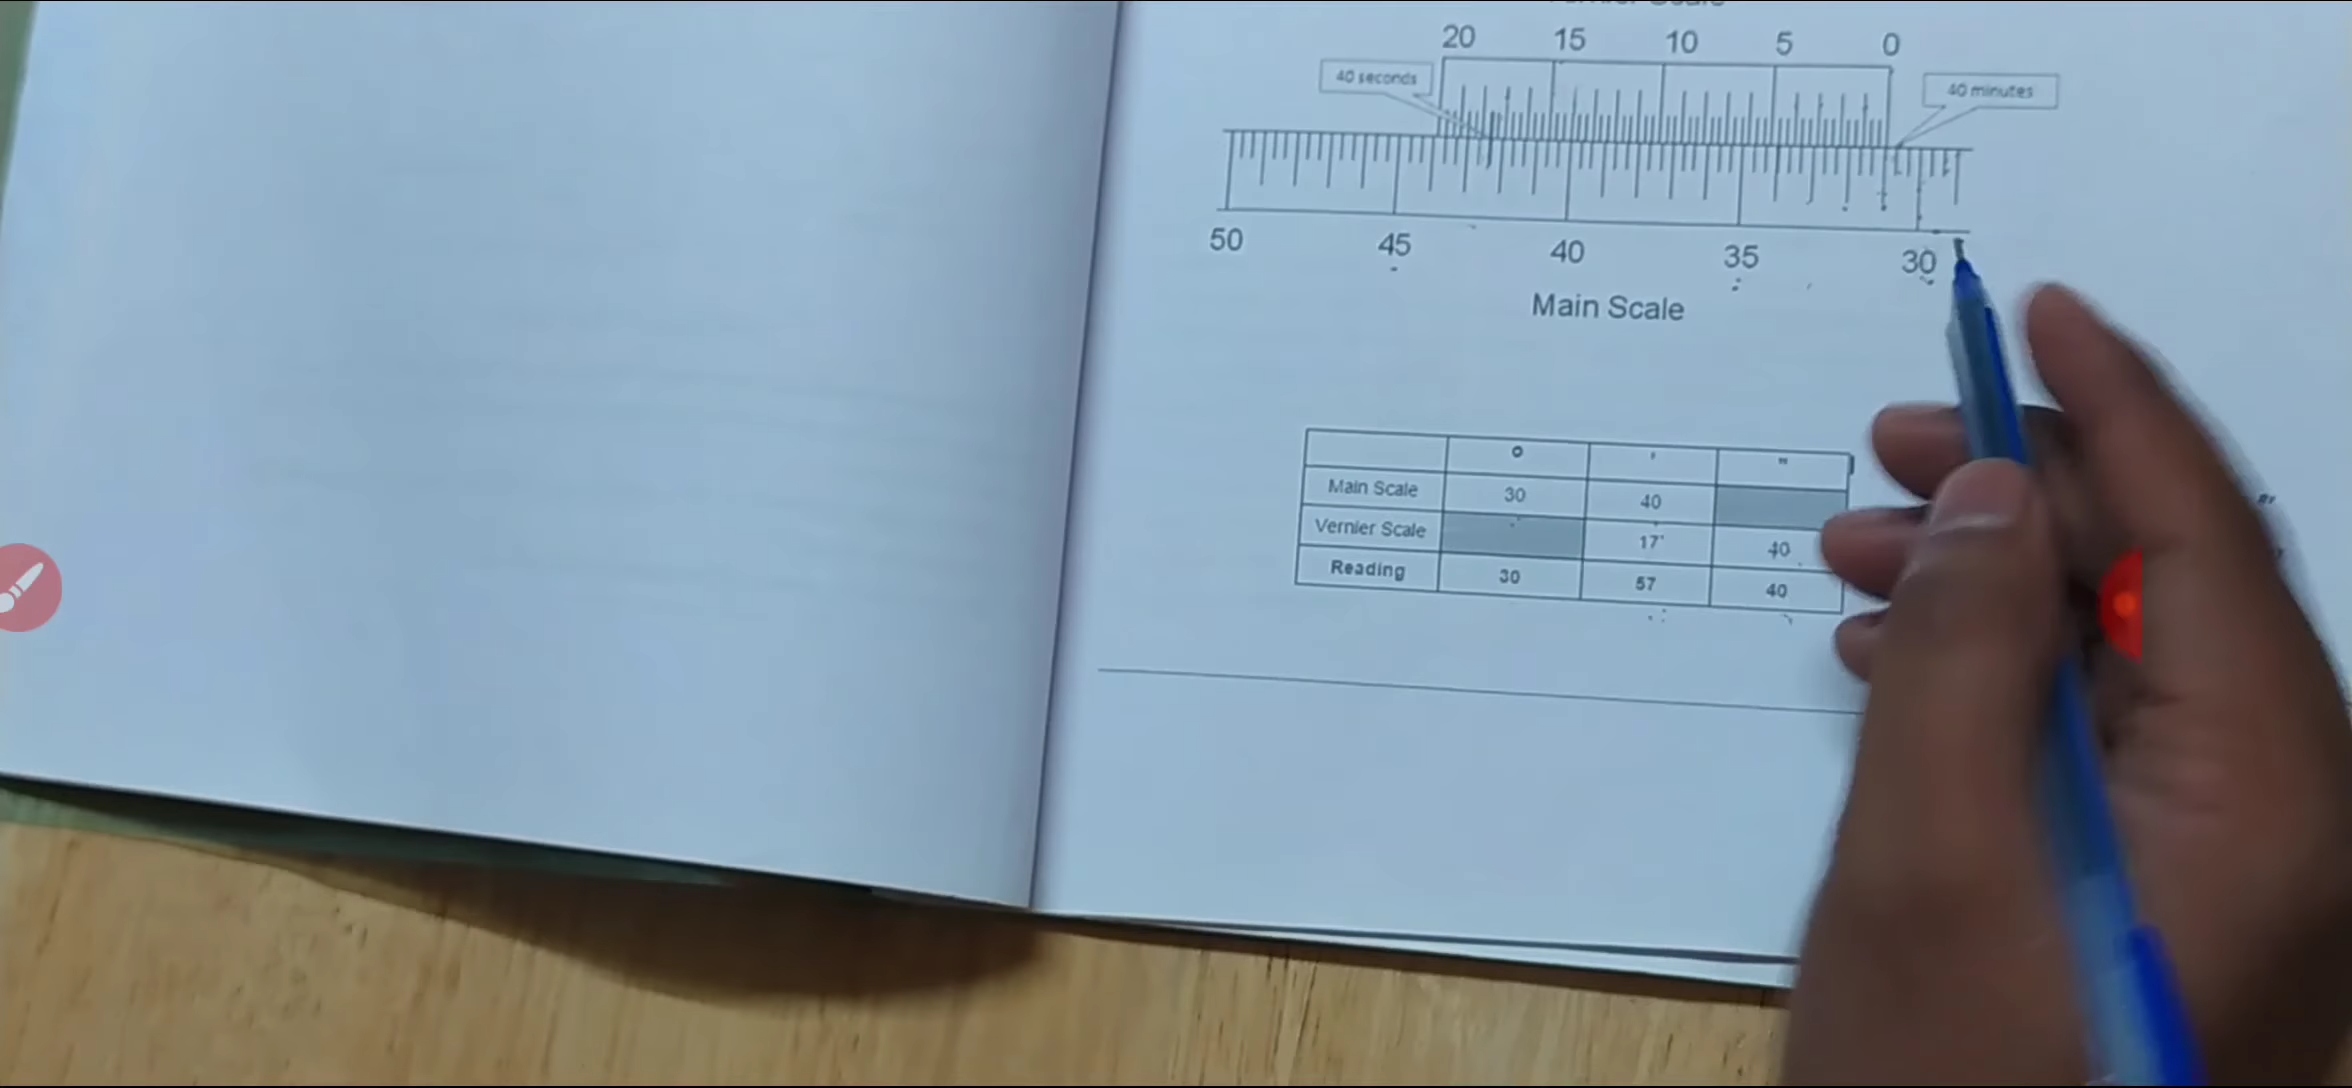 20 15 10 5 0
40 seconds
40 minutes
50 45 40 35 30
Main Scale
o ' "
Main Scale 30 40
Vernier Scale 17' 40
Reading 30 57 40